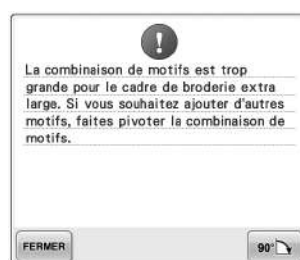 La combinaison de motifs est trop
grande pour le cadre de broderie extra
large. Si vous souhaitez ajouter d'autres
motifs, faites pivoter la combinaison de
motifs.
FERMER
90°